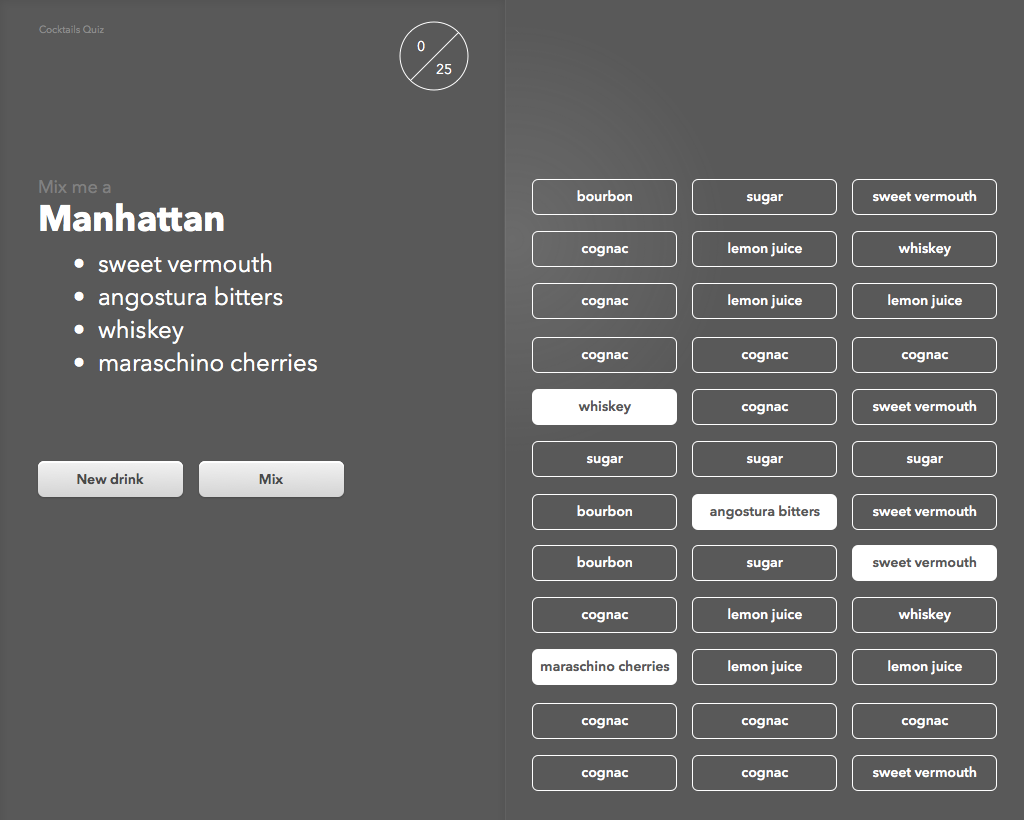 Cocktails Quiz
0
25
Mix me a
Manhattan
• sweet vermouth
• angostura bitters
• whiskey
• maraschino cherries
New drink Mix
bourbon sugar sweet vermouth
cognac lemon juice whiskey
cognac lemon juice lemon juice
cognac cognac cognac
whiskey cognac sweet vermouth
sugar sugar sugar
bourbon angostura bitters sweet vermouth
bourbon sugar sweet vermouth
cognac lemon juice whiskey
maraschino cherries lemon juice lemon juice
cognac cognac cognac
cognac cognac sweet vermouth